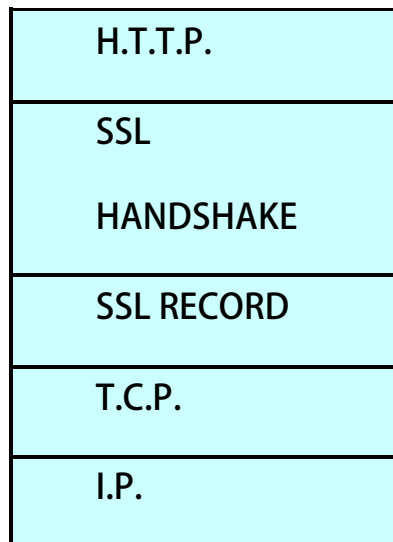 H.T.T.P.
SSL
HANDSHAKE
SSL RECORD
T.C.P.
I.P.